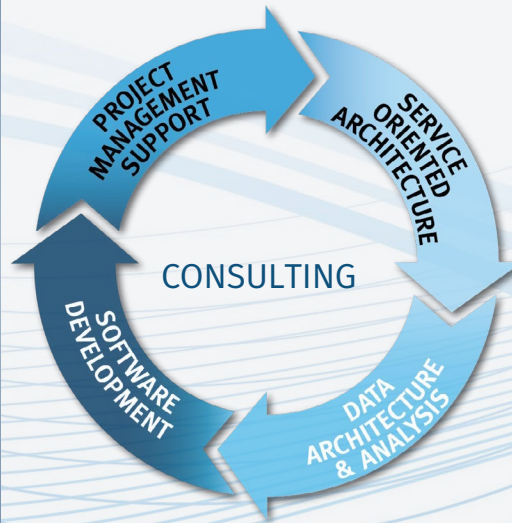 PROJECT
MANAGEMENT
SUPPORT
SERVICE
ORIENTED
ARCHITECTURE
CONSULTING
SOFTWARE
DEVELOPMENT
DATA
ARCHITECTURE
& ANALYSIS